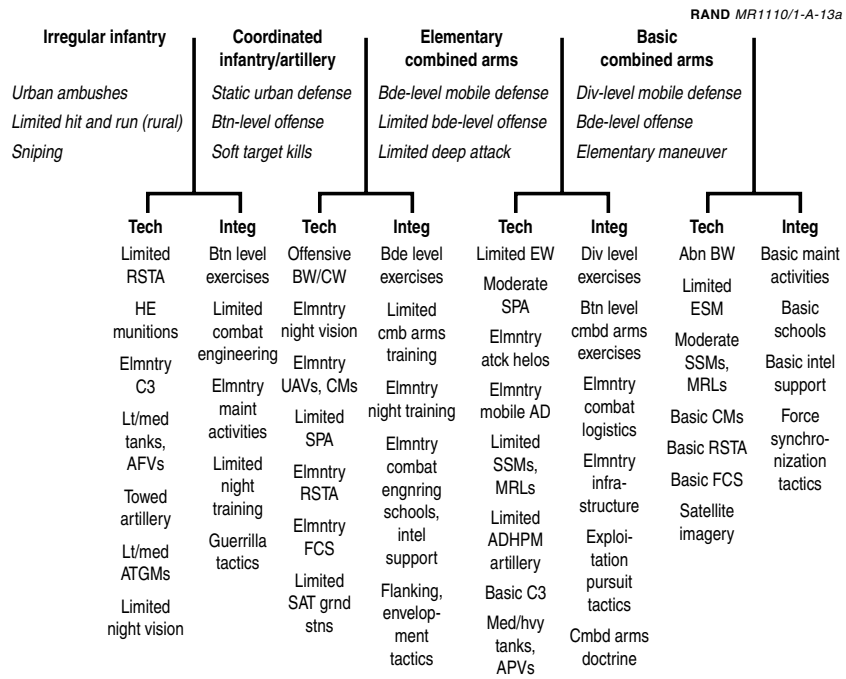 RAND MR1110/1-A-13a
Irregular infantry
Urban ambushes
Limited hit and run (rural)
Sniping
Coordinated
infantry/artillery
Static urban defense
Btn-level offense
Soft target kills
Elementary
combined arms
Bde-level mobile defense
Limited bde-level offense
Limited deep attack
Basic
combined arms
Div-level mobile defense
Bde-level offense
Elementary maneuver
Tech
Limited
RSTA
HE
munitions
Elmntry
C3
Lt/med
tanks,
AFVs
Towed
artillery
Lt/med
ATGMs
Limited
night vision
Integ
Btn level
exercises
Limited
combat
engineering
Elmntry
maint
activities
Limited
night
training
Guerrilla
tactics
Tech
Offensive
BW/CW
Elmntry
night vision
Elmntry
UAVs, CMs
Limited
SPA
Elmntry
RSTA
Elmntry
FCS
Limited
SAT grnd
stns
Integ
Bde level
exercises
Limited
cmb arms
training
Elmntry
night training
Elmntry
combat
engnring
schools,
intel
support
Flanking,
envelop-
ment
tactics
Tech
Limited EW
Moderate
SPA
Elmntry
atck helos
Elmntry
mobile AD
Limited
SSMs,
MRLs
Limited
ADHPM
artillery
Basic C3
Med/hvy
tanks,
APVs
Integ
Div level
exercises
Btn level
cmbd arms
exercises
Elmntry
combat
logistics
Elmntry
infra-
structure
Exploi-
tation
pursuit
tactics
Cmbd arms
doctrine
Tech
Abn BW
Limited
ESM
Moderate
SSMs,
MRLs
Basic CMs
Basic RSTA
Basic FCS
Satellite
imagery
Integ
Basic maint
activities
Basic
schools
Basic intel
support
Force
synchro-
nization
tactics